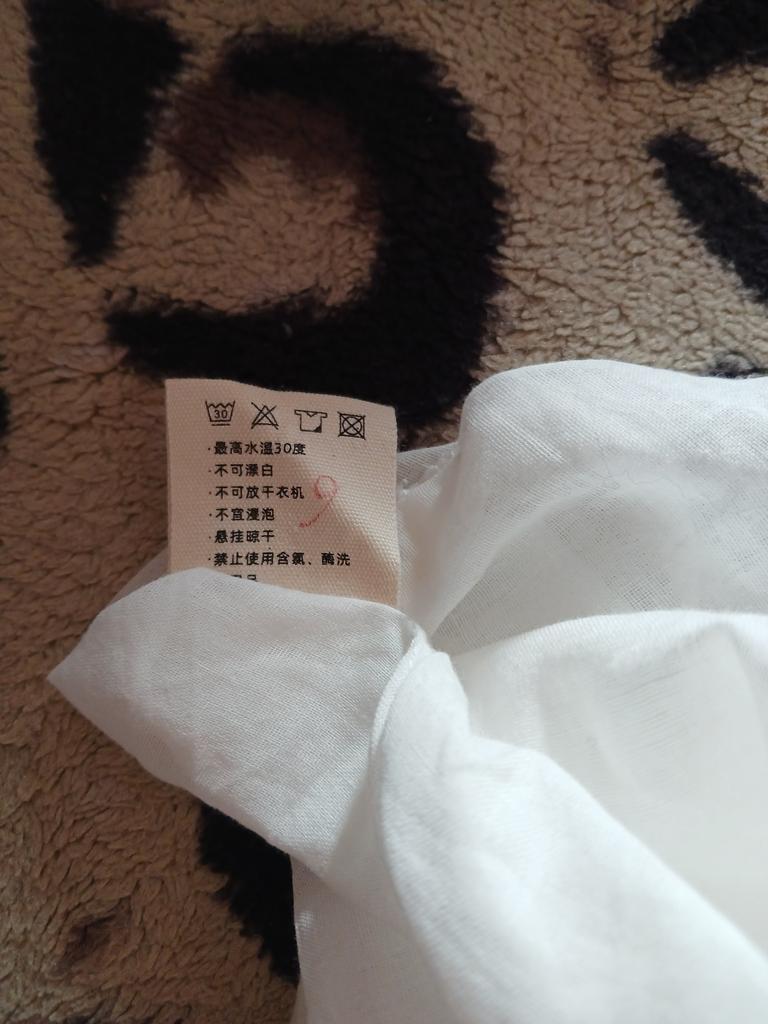 30
·最高水温30度
·不可漂白
·不可放干衣机
·不宜浸泡
·悬挂晾干
·禁止使用含氯、酶洗